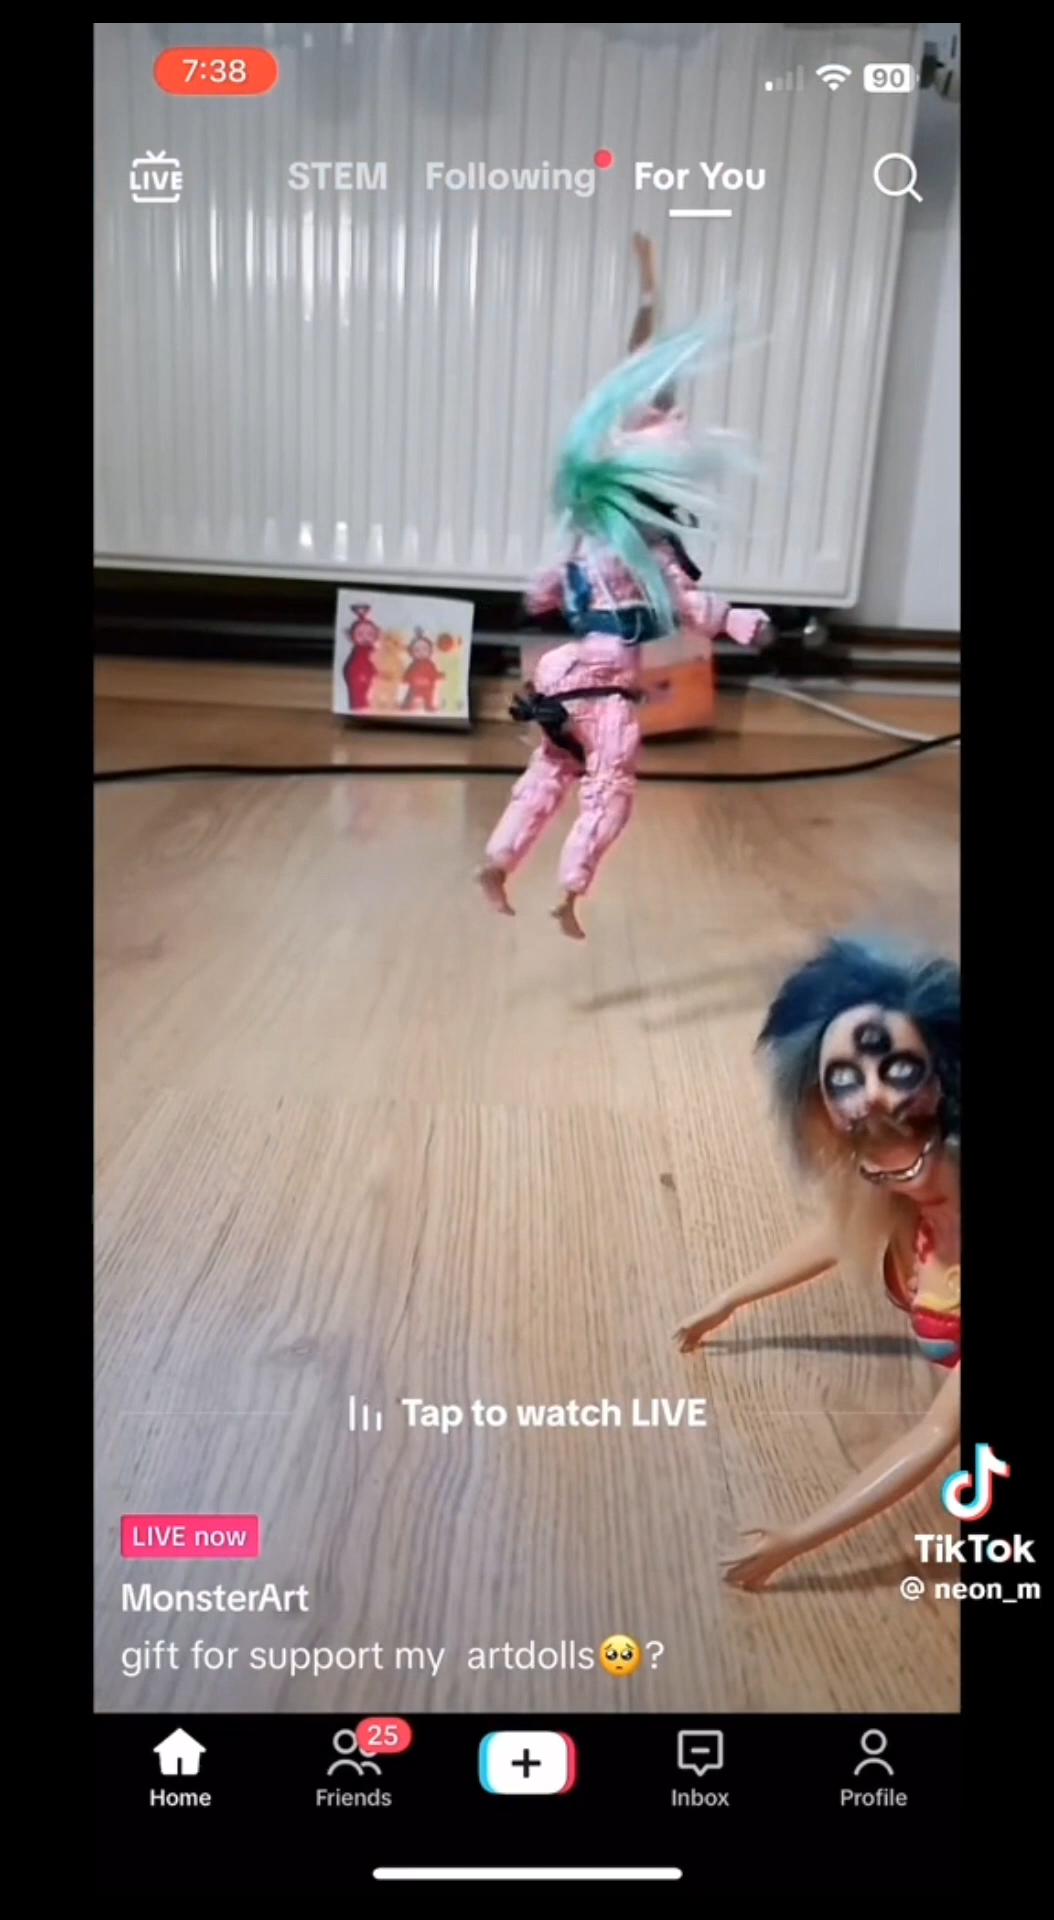 7:38
90
LIVE
STEM
Following
For You
Tap to watch LIVE
LIVE now
MonsterArt
gift for support my artdolls🥺?
TikTok
@ neon_m
25
Home
Friends
Inbox
Profile